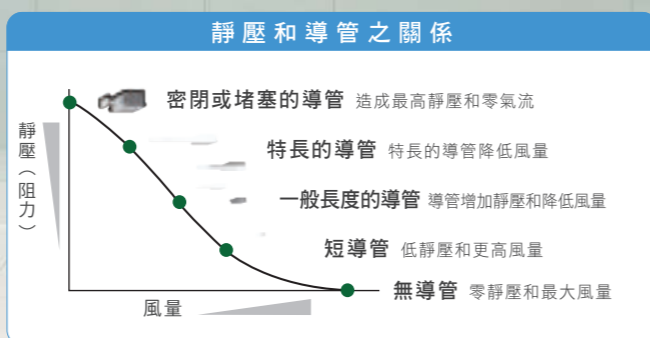 靜壓和導管之關係
密閉或堵塞的導管 造成最高靜壓和零氣流
特長的導管 特長的導管降低風量
一般長度的導管 導管增加靜壓和降低風量
短導管 低靜壓和更高風量
無導管 零靜壓和最大風量
靜壓（阻力）
風量